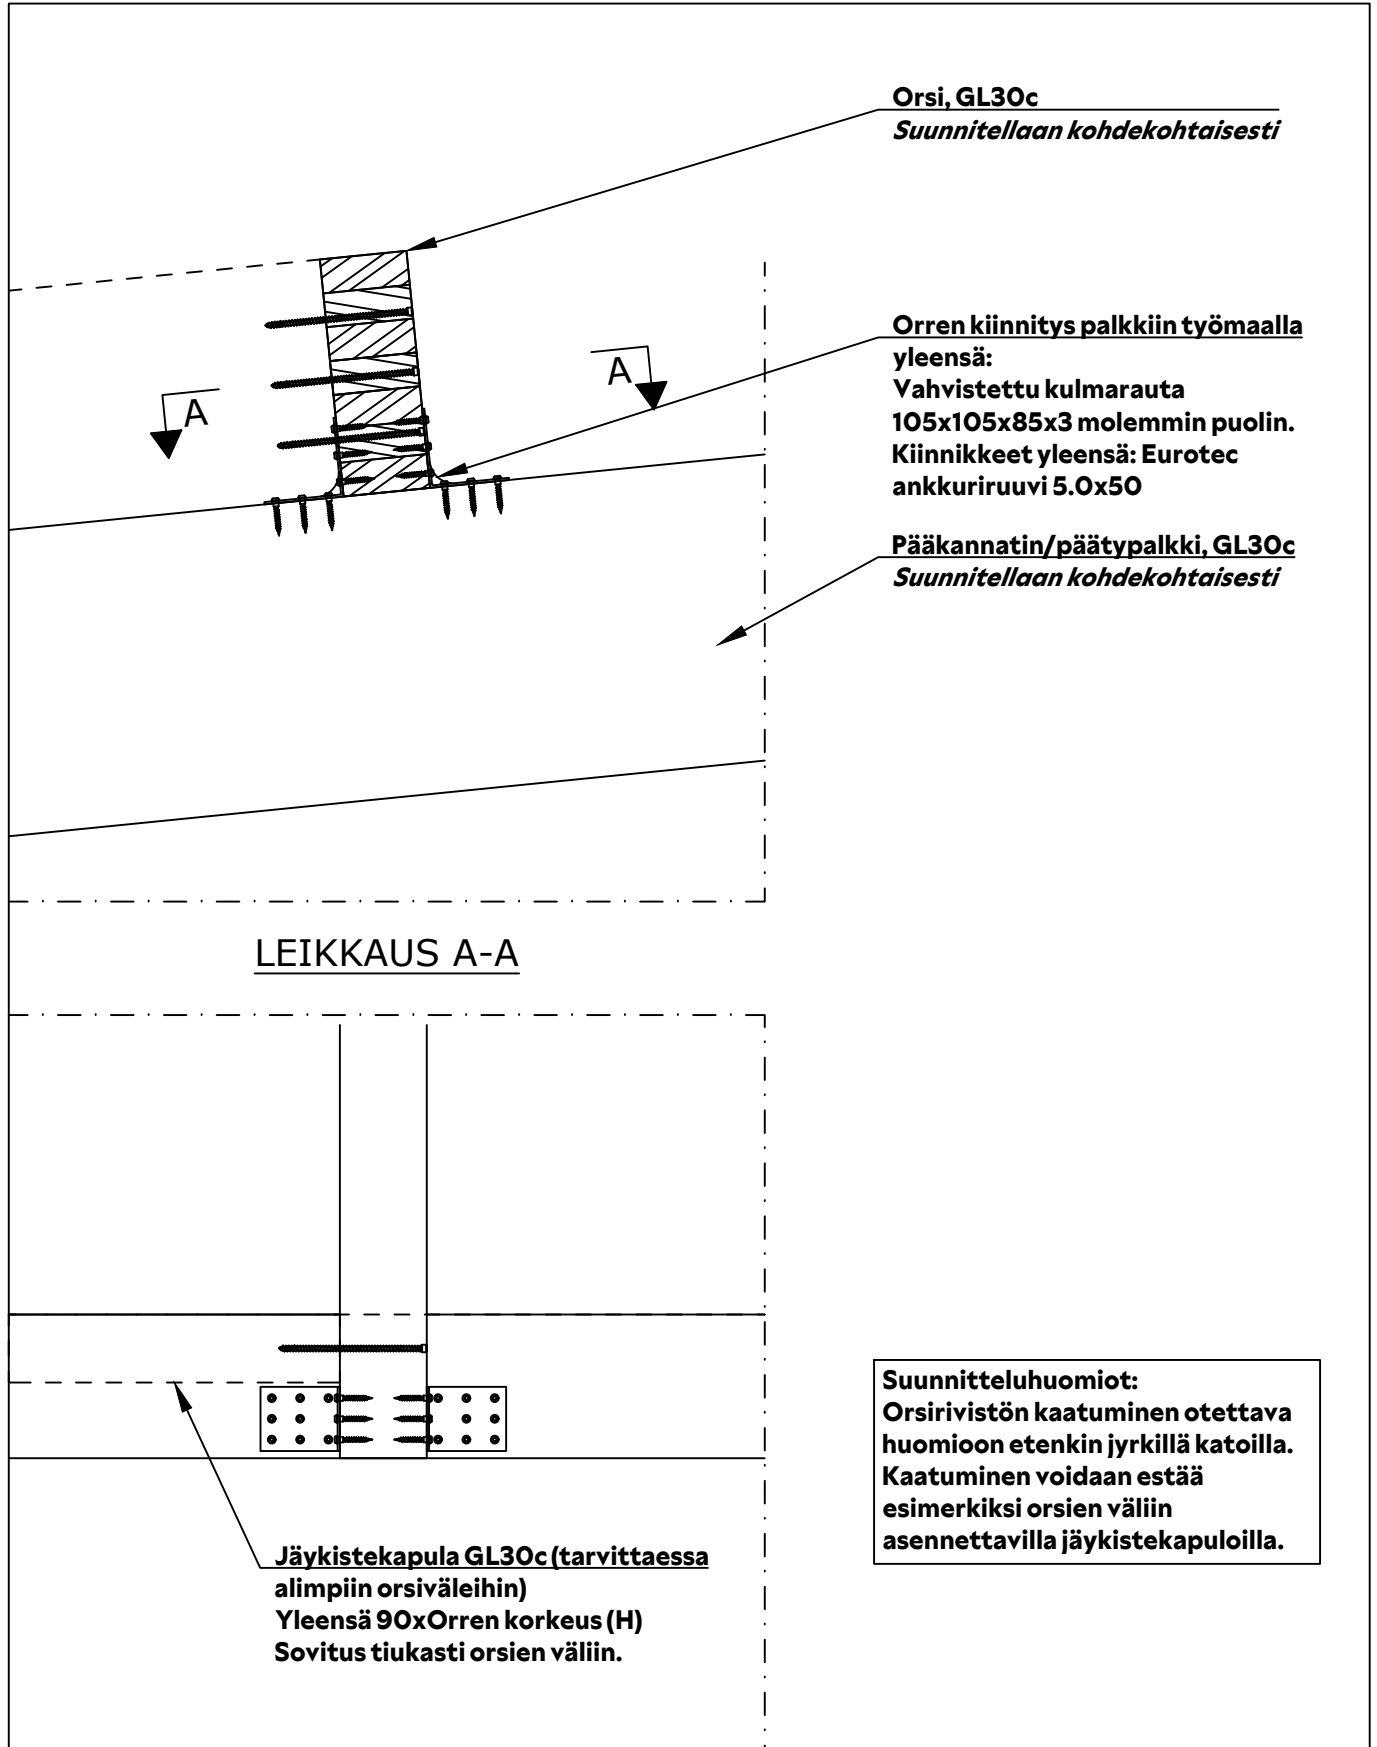 Orsi, GL30c
Suunnitellaan kohdekohtaisesti
Orren kiinnitys palkkiin työmaalla
yleensä:
Vahvistettu kulmarauta
105x105x85x3 molemmin puolin.
Kiinnikkeet yleensä: Eurotec
ankkuriruuvi 5.0x50
A
A
Pääkannatin/päätypalkki, GL30c
Suunnitellaan kohdekohtaisesti
LEIKKAUS A-A
Suunnitteluhuomiot:
Orsirivistön kaatuminen otettava
huomioon etenkin jyrkillä katoilla.
Kaatuminen voidaan estää
esimerkiksi orsien väliin
asennettavilla jäykistekapuloilla.
Jäykistekapula GL30c (tarvittaessa
alimpiin orsiväleihin)
Yleensä 90xOrren korkeus (H)
Sovitus tiukasti orsien väliin.